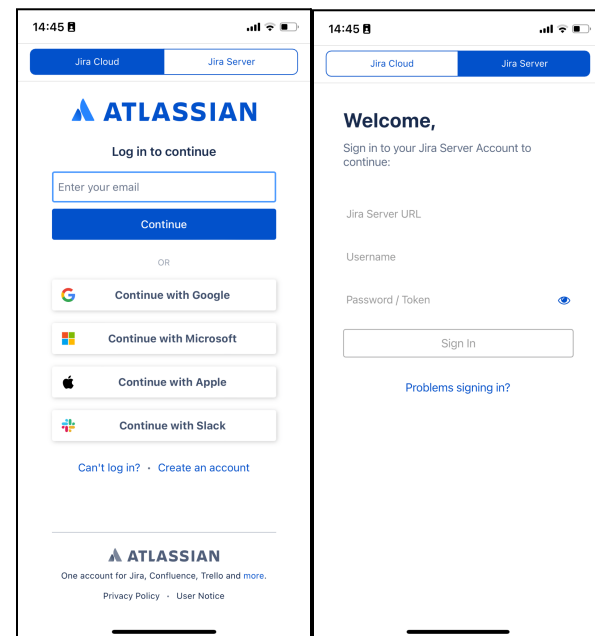 14:45
Jira Cloud
Jira Server
ATLASSIAN
Log in to continue
Enter your email
Continue
OR
Continue with Google
Continue with Microsoft
Continue with Apple
Continue with Slack
Can't log in? • Create an account
ATLASSIAN
One account for Jira, Confluence, Trello and more.
Privacy Policy • User Notice
14:45
Jira Cloud
Jira Server
Welcome,
Sign in to your Jira Server Account to
continue:
Jira Server URL
Username
Password / Token
Sign In
Problems signing in?